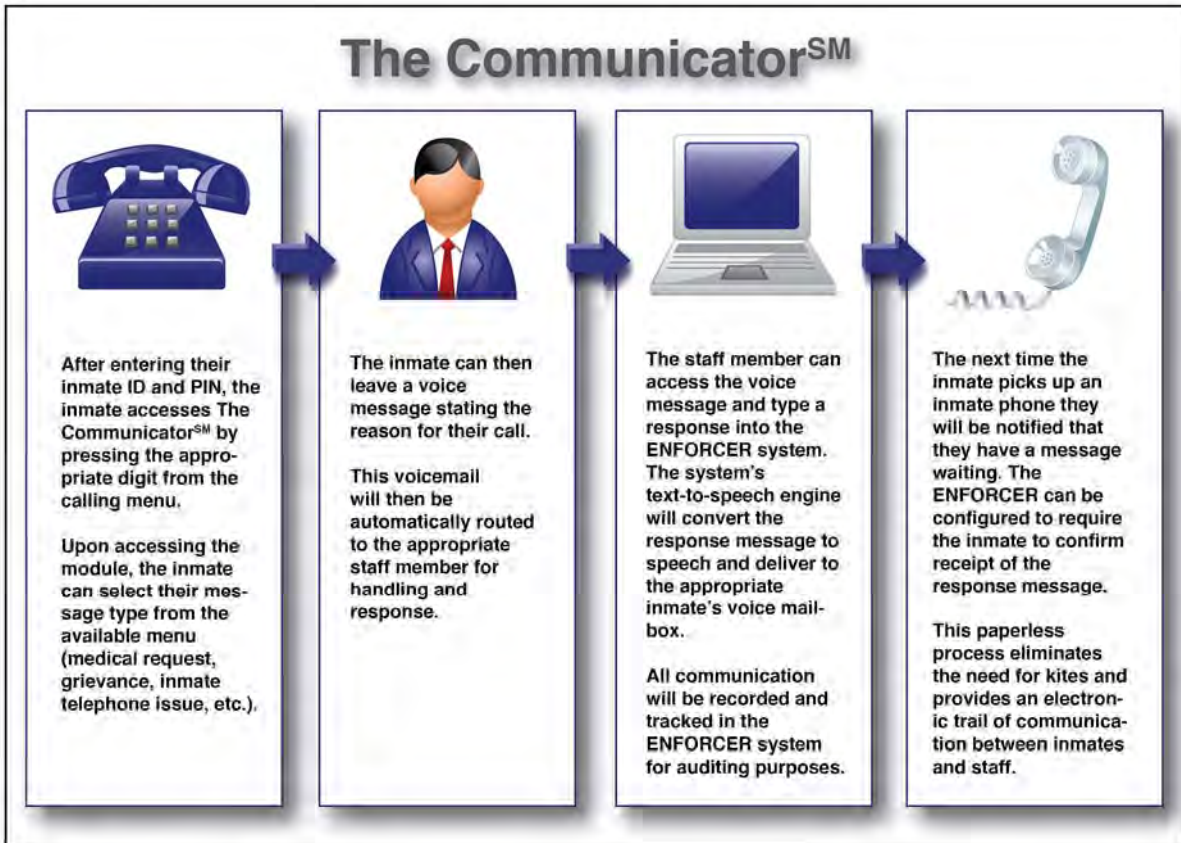 The Communicator℠
After entering their
inmate ID and PIN, the
inmate accesses The
Communicator℠ by
pressing the appro-
priate digit from the
calling menu.
Upon accessing the
module, the inmate
can select their mes-
sage type from the
available menu
(medical request,
grievance, inmate
telephone issue, etc.).
The inmate can then
leave a voice
message stating the
reason for their call.
This voicemail
will then be
automatically routed
to the appropriate
staff member for
handling and
response.
The staff member can
access the voice
message and type a
response into the
ENFORCER system.
The system's
text-to-speech engine
will convert the
response message to
speech and deliver to
the appropriate
inmate's voice mail-
box.
All communication
will be recorded and
tracked in the
ENFORCER system
for auditing purposes.
The next time the
inmate picks up an
inmate phone they
will be notified that
they have a message
waiting. The
ENFORCER can be
configured to require
the inmate to confirm
receipt of the
response message.
This paperless
process eliminates
the need for kites and
provides an electron-
ic trail of communica-
tion between inmates
and staff.